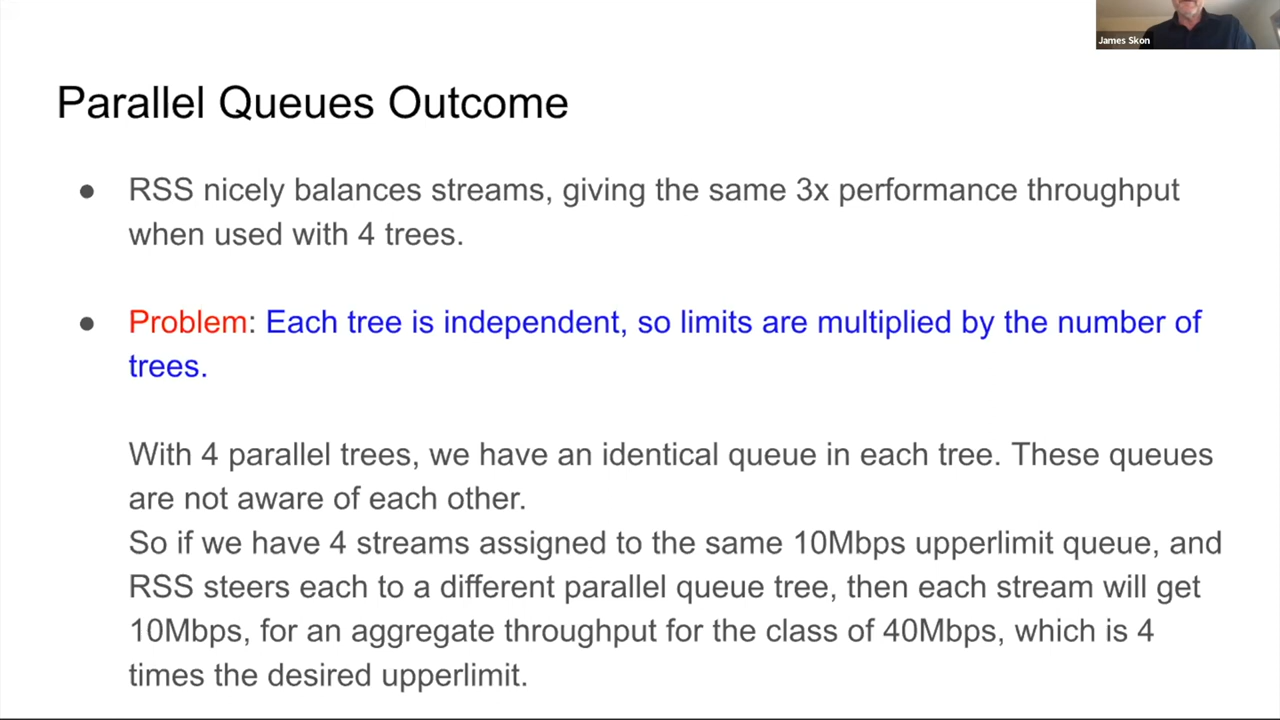 James Skon
Parallel Queues Outcome
● RSS nicely balances streams, giving the same 3x performance throughput
when used with 4 trees.
● Problem: Each tree is independent, so limits are multiplied by the number of
trees.
With 4 parallel trees, we have an identical queue in each tree. These queues
are not aware of each other.
So if we have 4 streams assigned to the same 10Mbps upperlimit queue, and
RSS steers each to a different parallel queue tree, then each stream will get
10Mbps, for an aggregate throughput for the class of 40Mbps, which is 4
times the desired upperlimit.